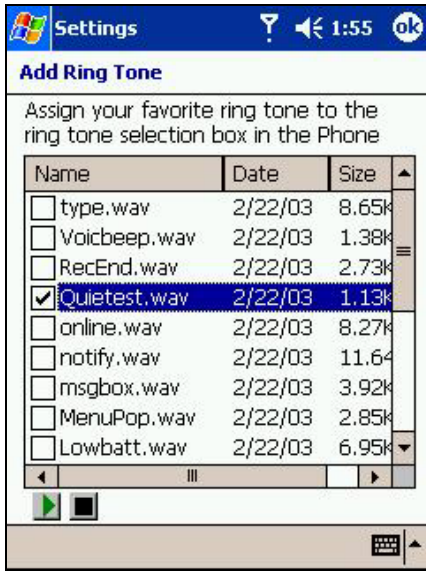 Settings 1:55 ok
Add Ring Tone
Assign your favorite ring tone to the
ring tone selection box in the Phone
Name Date Size
type.wav 2/22/03 8.65k
Voicbeep.wav 2/22/03 1.38k
RecEnd.wav 2/22/03 2.73k
Quietest.wav 2/22/03 1.13k
online.wav 2/22/03 8.27k
notify.wav 2/22/03 11.64
msgbox.wav 2/22/03 3.92k
MenuPop.wav 2/22/03 2.85k
Lowbatt.wav 2/22/03 6.95k